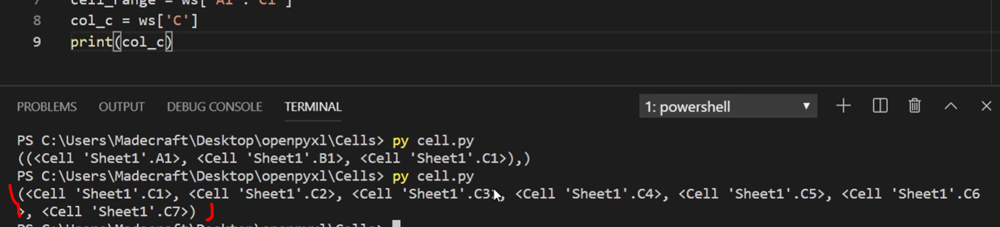 7 cell_range = ws['A1':'C1']
8 col_c = ws['C']
9 print(col_c)
PROBLEMS OUTPUT DEBUG CONSOLE TERMINAL 1: powershell
PS C:\Users\Madecraft\Desktop\openpyxl\Cells> py cell.py
((<Cell 'Sheet1'.A1>, <Cell 'Sheet1'.B1>, <Cell 'Sheet1'.C1>),)
PS C:\Users\Madecraft\Desktop\openpyxl\Cells> py cell.py
(<Cell 'Sheet1'.C1>, <Cell 'Sheet1'.C2>, <Cell 'Sheet1'.C3>, <Cell 'Sheet1'.C4>, <Cell 'Sheet1'.C5>, <Cell 'Sheet1'.C6
>, <Cell 'Sheet1'.C7>)
PS C:\Users\Madecraft\Desktop\openpyxl\Cells>